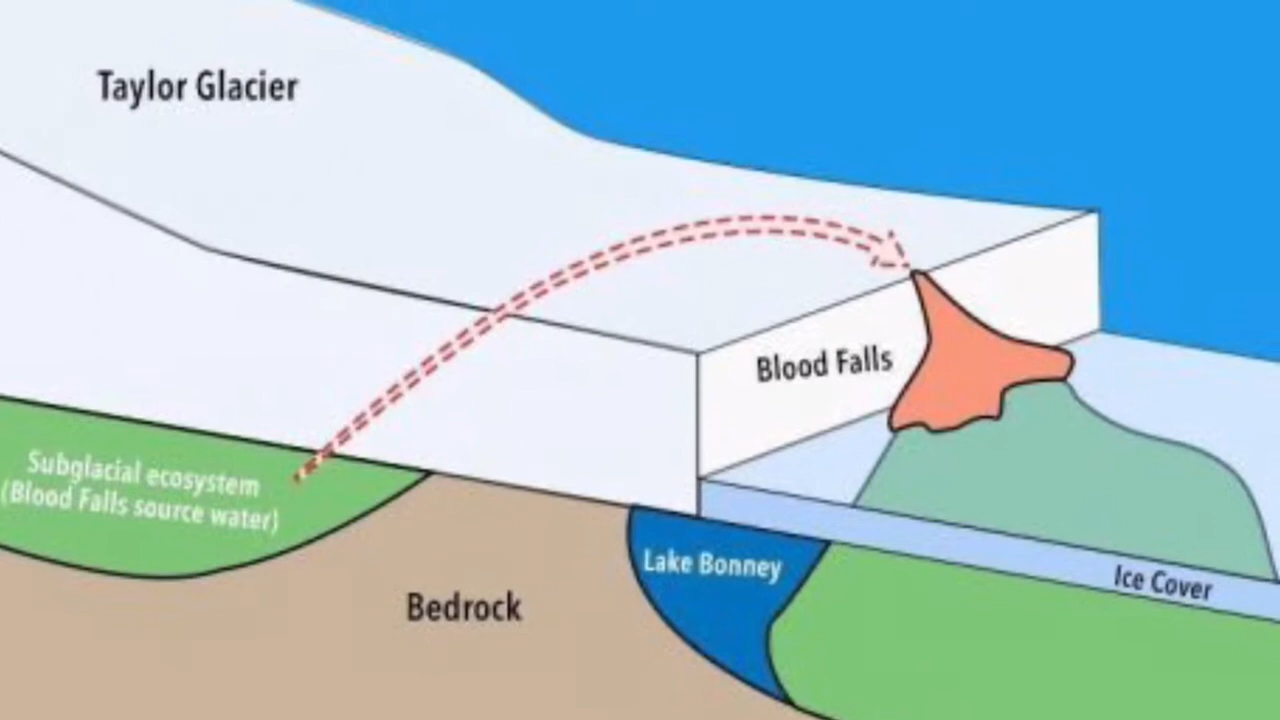 Taylor Glacier
Blood Falls
Subglacial ecosystem
(Blood Falls source water)
Lake Bonney
Ice Cover
Bedrock